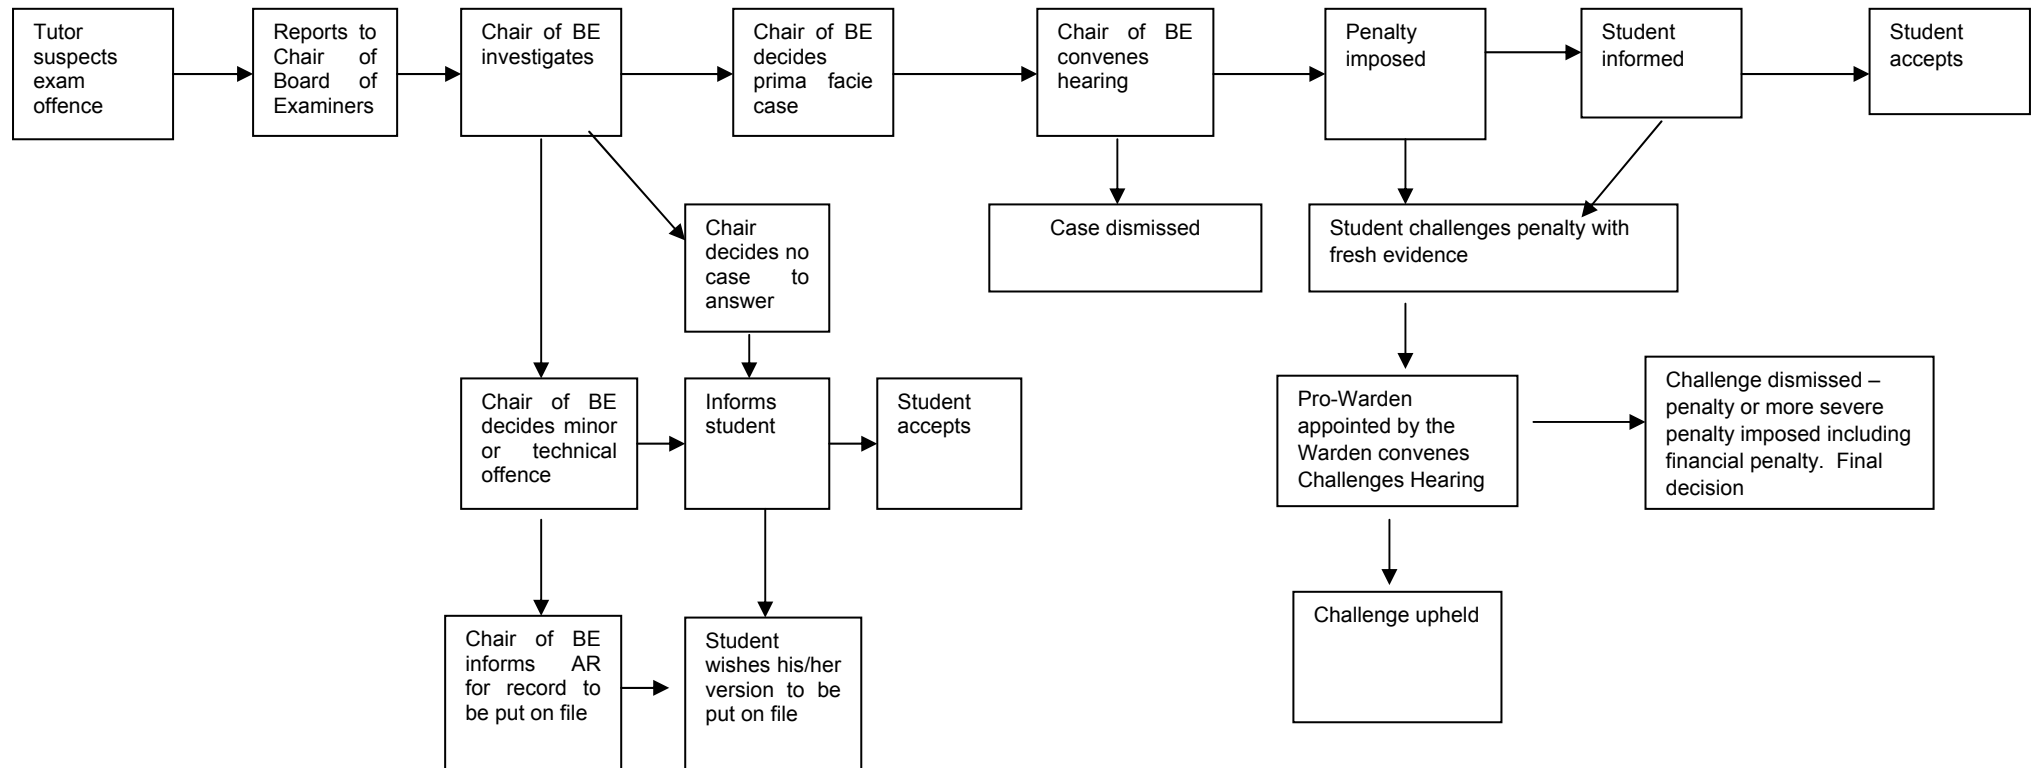 Tutor
suspects
exam
offence
Reports to
Chair of
Board of
Examiners
Chair of BE
investigates
Chair of BE
decides
prima facie
case
Chair of BE
convenes
hearing
Penalty
imposed
Student
informed
Student
accepts
Chair
decides no
case to
answer
Case dismissed
Student challenges penalty with
fresh evidence
Chair of BE
decides minor
or technical
offence
Informs
student
Student
accepts
Pro-Warden
appointed by the
Warden convenes
Challenges Hearing
Challenge dismissed –
penalty or more severe
penalty imposed including
financial penalty. Final
decision
Chair of BE
informs AR
for record to
be put on file
Student
wishes his/her
version to be
put on file
Challenge upheld